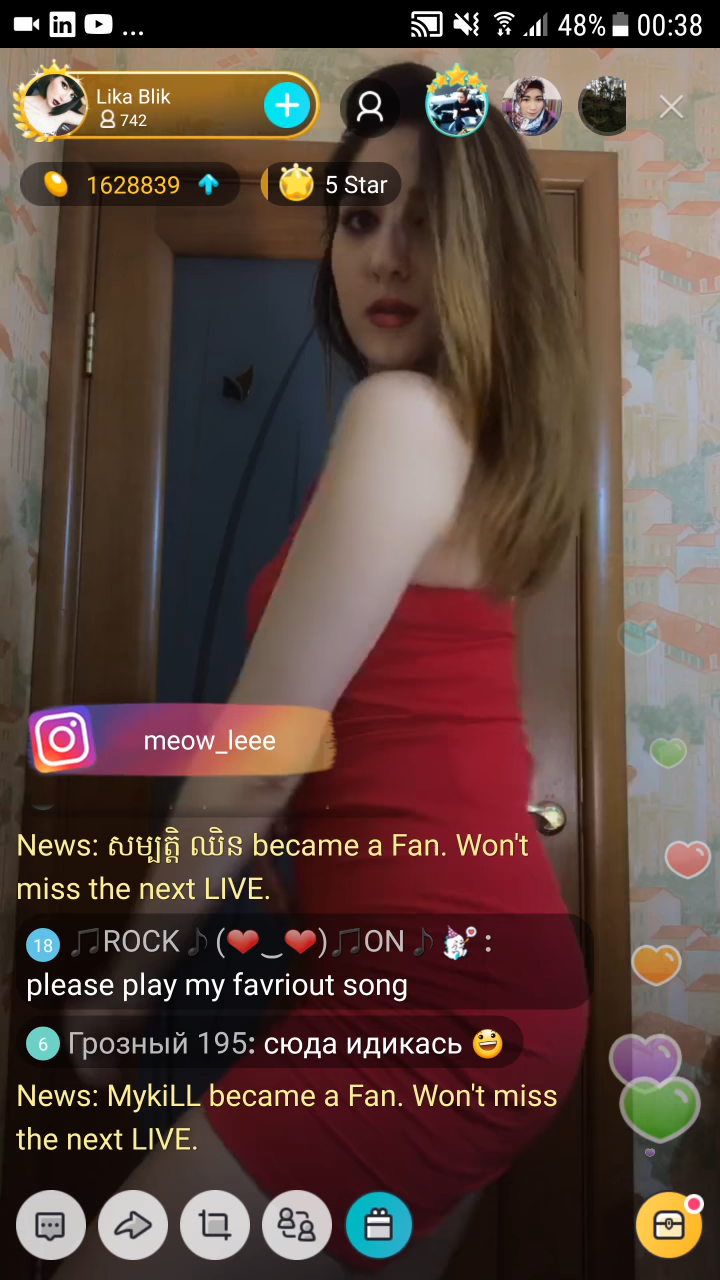 ... 48% 00:38
Lika Blik
742
1628839 5 Star
meow_leee
News: សម្បត្តិ ឈិន became a Fan. Won't
miss the next LIVE.
18 🎵ROCK♪(❤‿❤)🎵ON♪ :
please play my favriout song
6 Грозный 195: сюда идикась 😃
News: MykiLL became a Fan. Won't miss
the next LIVE.